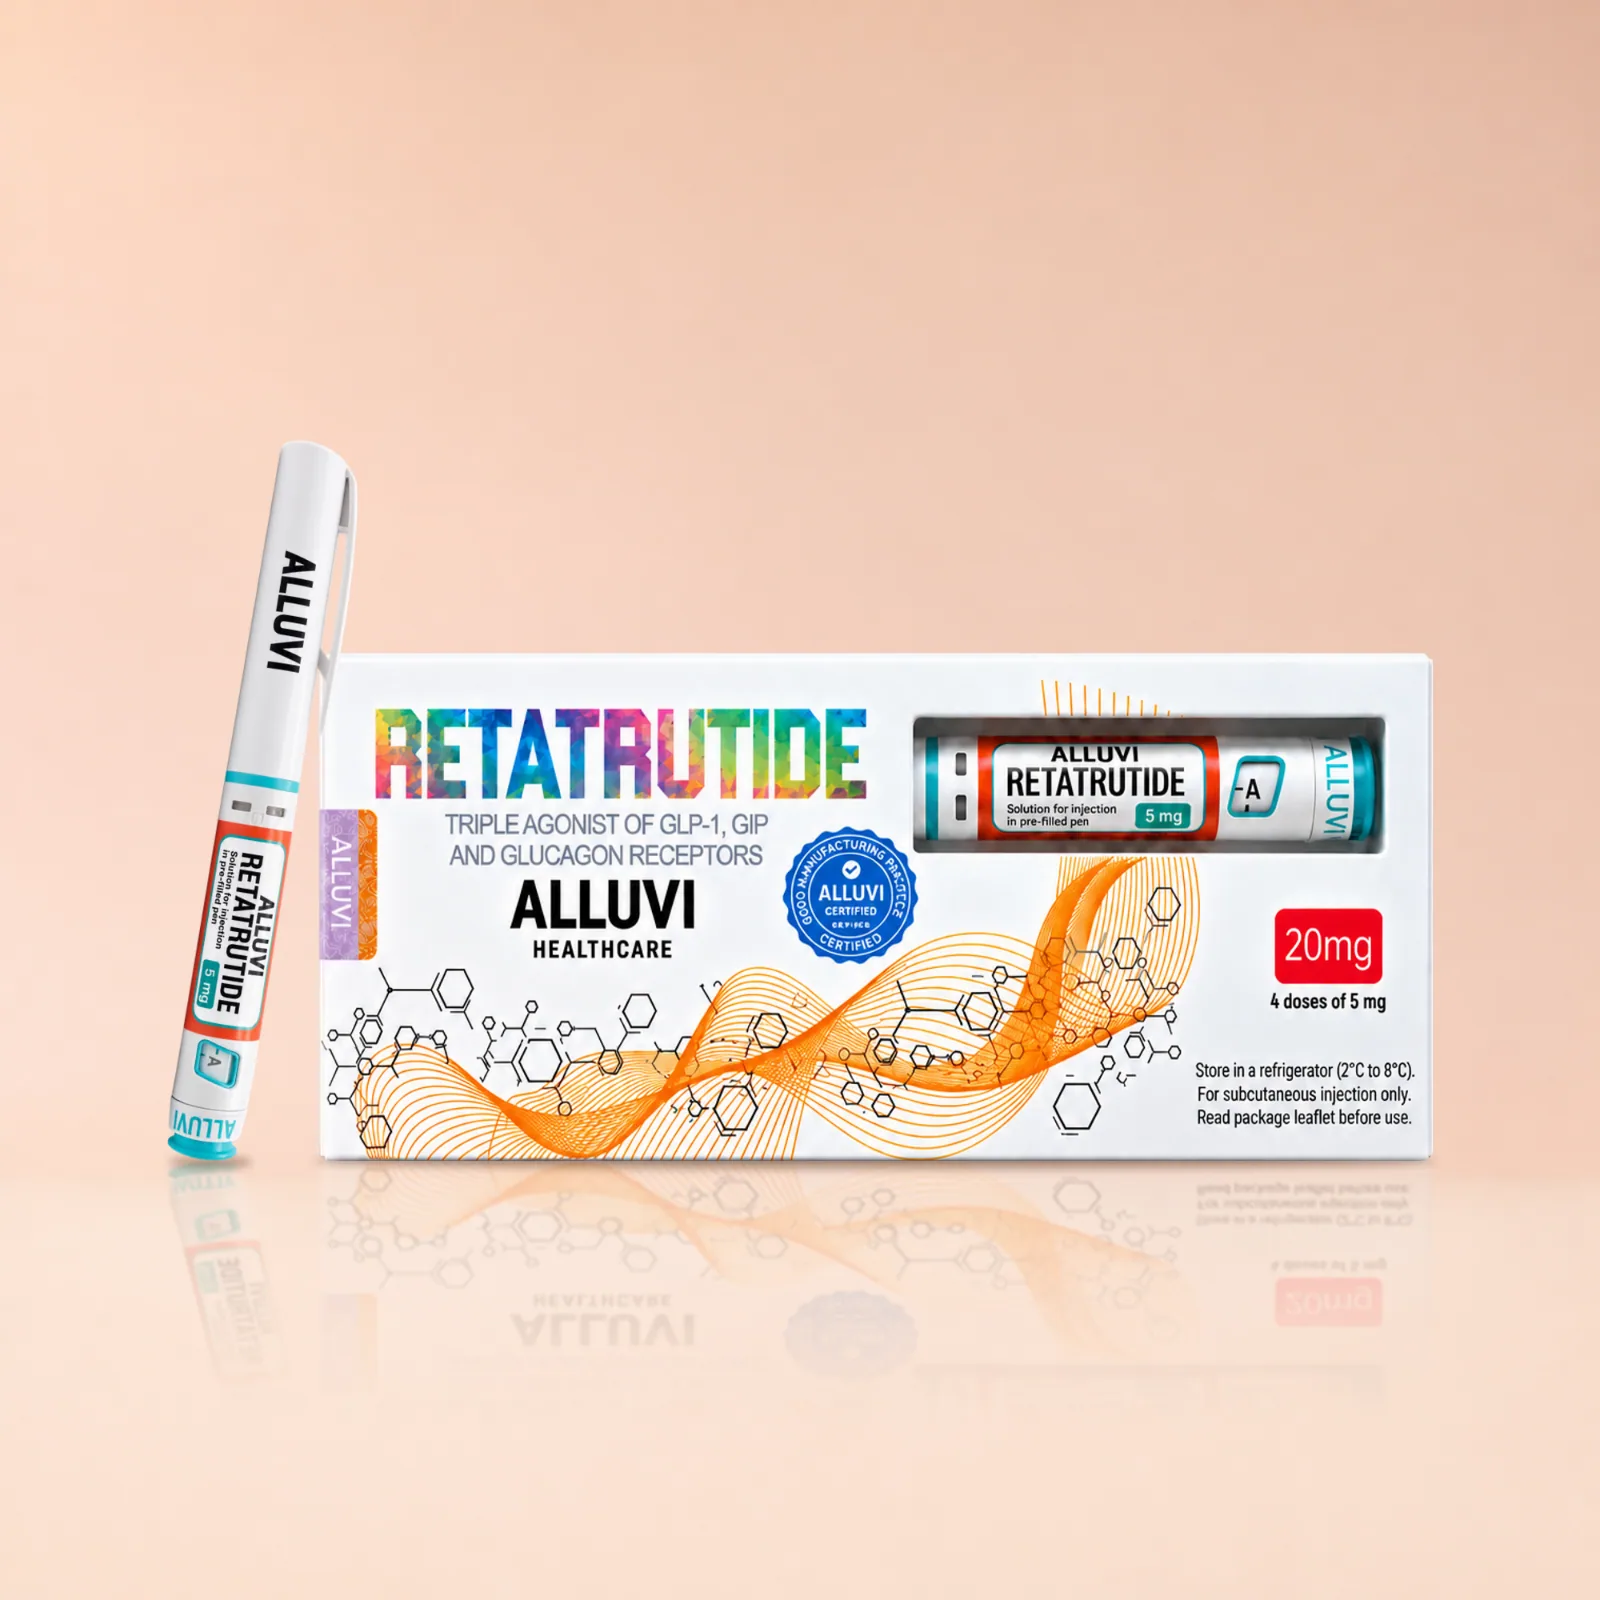 ALLUVI
ALLUVI
RETATRUTIDE
Solution for injection
in pre-filled pen
5 mg
A
ALLUVI
RETATRUTIDE
TRIPLE AGONIST OF GLP-1, GIP
AND GLUCAGON RECEPTORS
ALLUVI
HEALTHCARE
ALLUVI
GOOD MANUFACTURING
ALLUVI
CERTIFIED
CERTIFIED
ALLUVI
RETATRUTIDE
Solution for injection
in pre-filled pen
5 mg
-A
ALLUVI
20mg
4 doses of 5 mg
Store in a refrigerator (2°C to 8°C).
For subcutaneous injection only.
Read package leaflet before use.